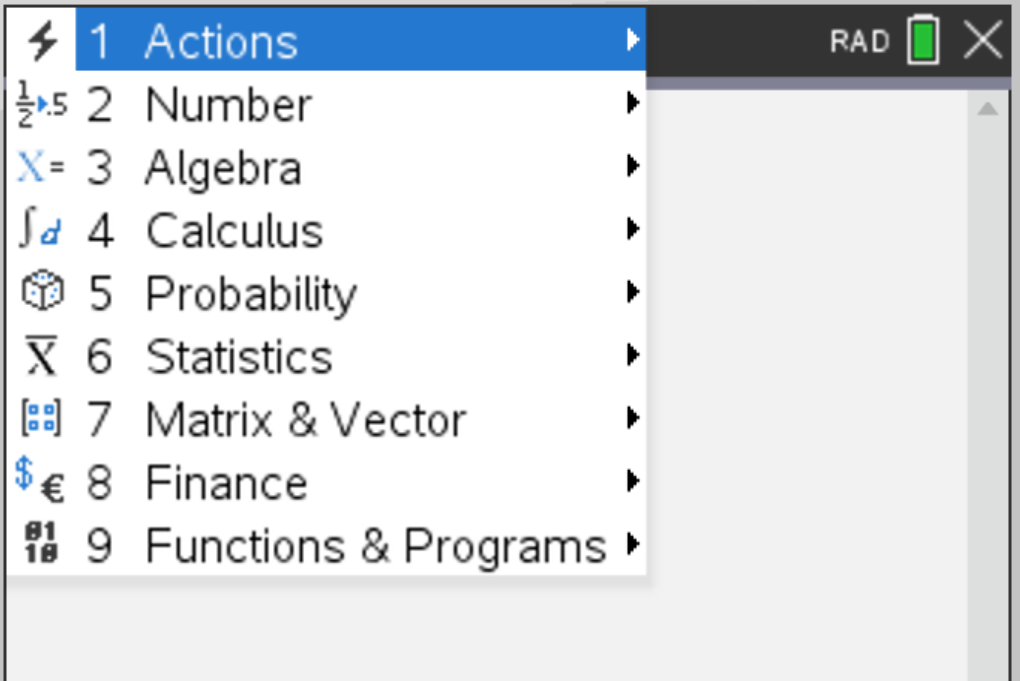 1 Actions RAD
½▸.5 2 Number
X= 3 Algebra
∫d 4 Calculus
5 Probability
X̅ 6 Statistics
7 Matrix & Vector
$€ 8 Finance
01 10 9 Functions & Programs